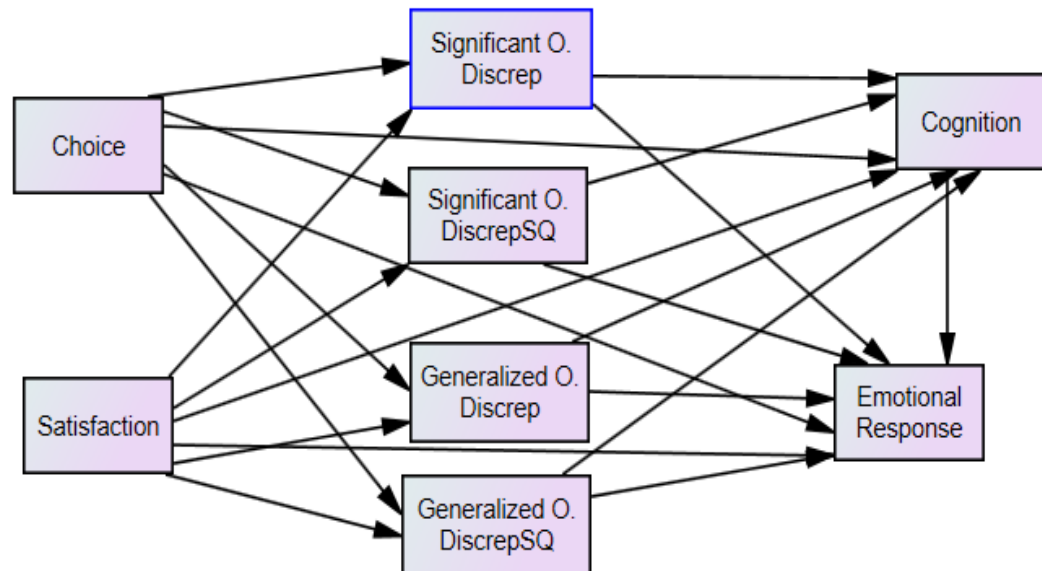 Significant O.
Discrep
Choice
Cognition
Significant O.
DiscrepSQ
Satisfaction
Generalized O.
Discrep
Emotional
Response
Generalized O.
DiscrepSQ